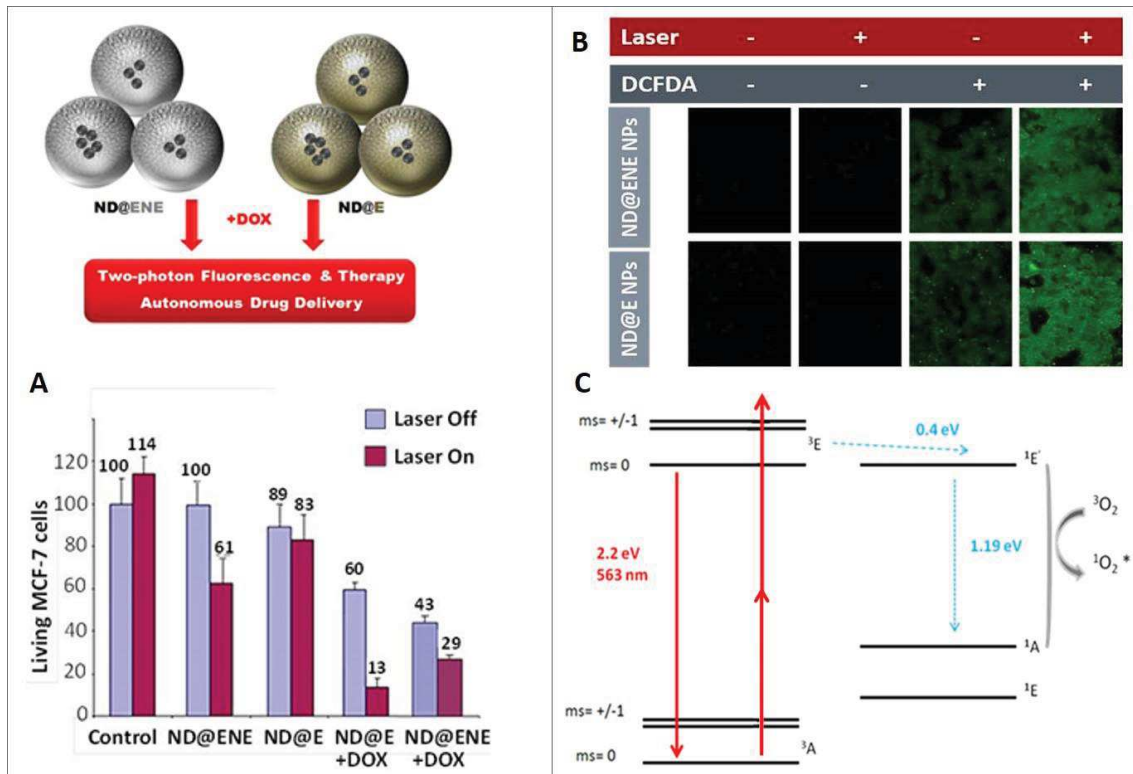 ND@ENE
+DOX
ND@E
Two-photon Fluorescence & Therapy
Autonomous Drug Delivery
B
Laser - + - +
DCFDA - - + +
ND@ENE NPs
ND@E NPs
A
Living MCF-7 cells
120
100
80
60
40
20
0
Laser Off
Laser On
100 114
100 61
89 83
60 13
43 29
Control ND@ENE ND@E ND@E ND@ENE
+DOX +DOX
C
ms= +/-1
³E
ms= 0
0.4 eV
¹E′
2.2 eV
563 nm
1.19 eV
³O₂
¹O₂ *
¹A
¹E
ms= +/-1
ms= 0
³A